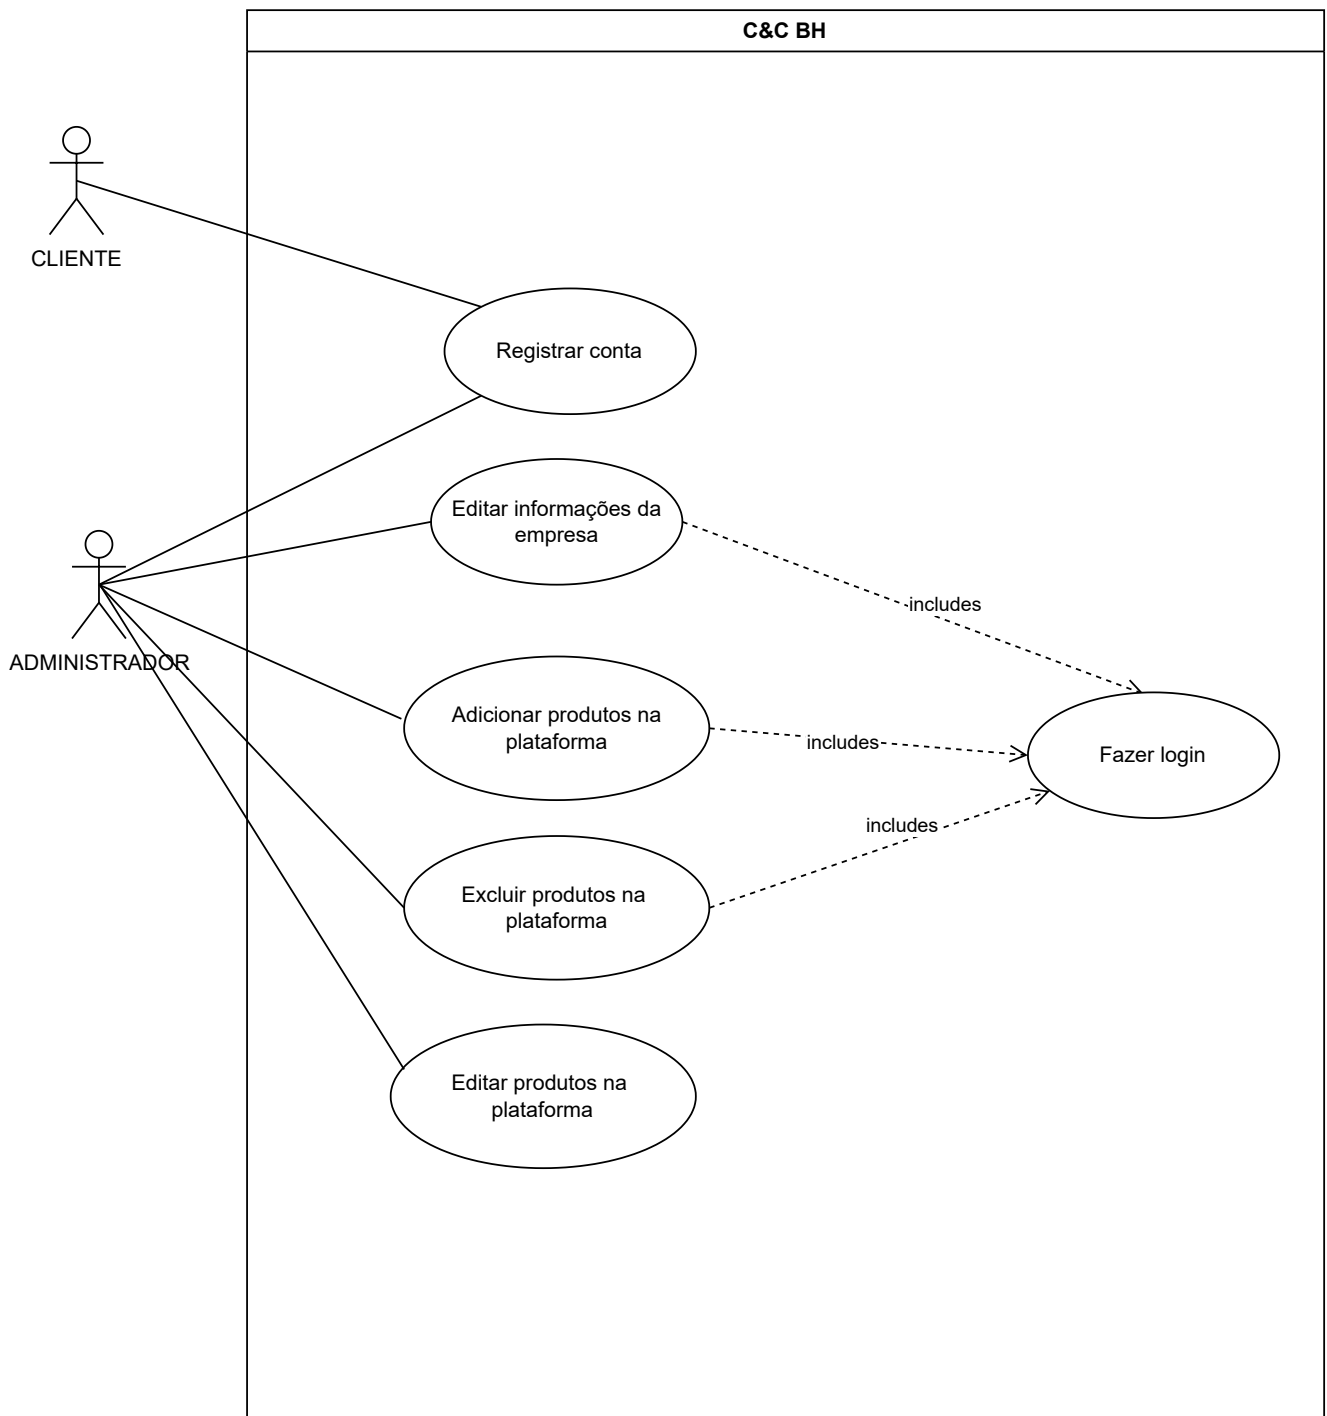 C&C BH
CLIENTE
Registrar conta
Editar informações da
empresa
includes
ADMINISTRADOR
Adicionar produtos na
plataforma
includes
Fazer login
includes
Excluir produtos na
plataforma
Editar produtos na
plataforma